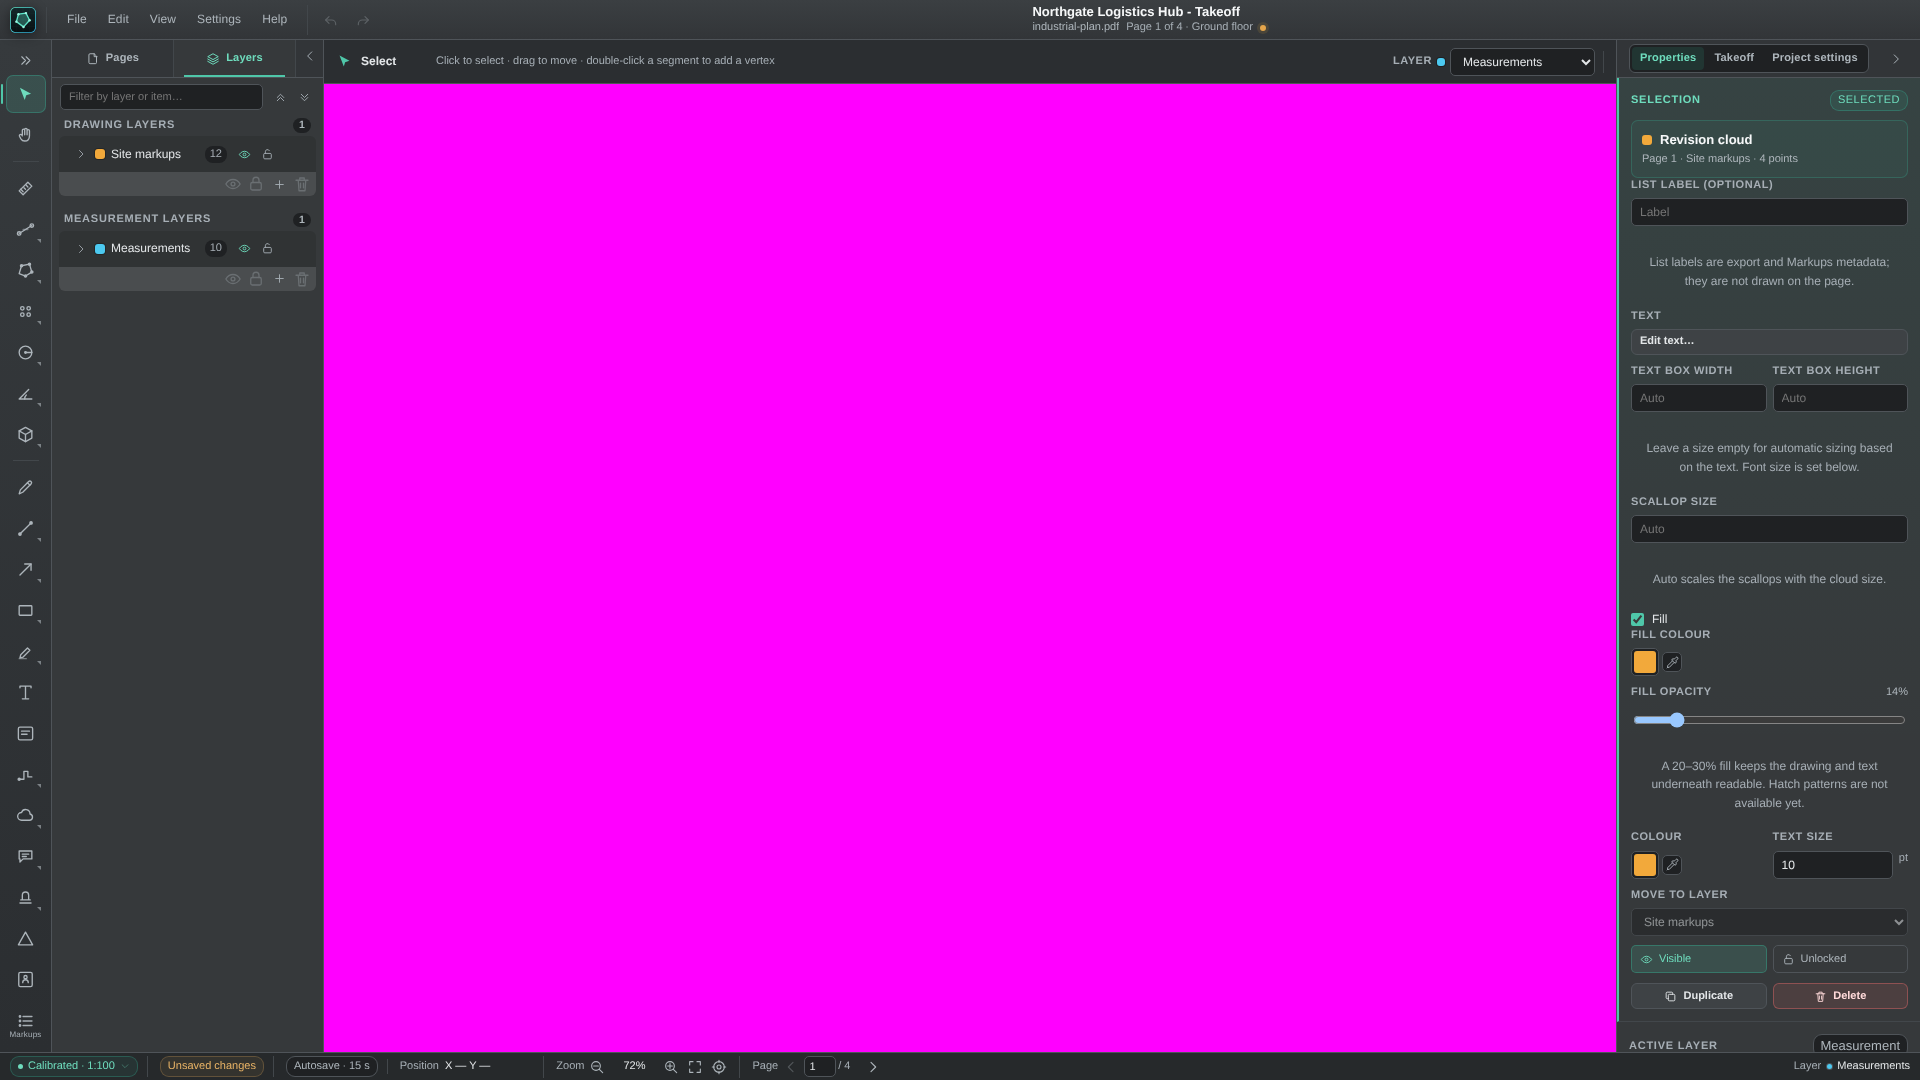 File Edit View Settings Help
Northgate Logistics Hub - Takeoff
industrial-plan.pdf Page 1 of 4 · Ground floor
Pages Layers
Select Click to select · drag to move · double-click a segment to add a vertex
LAYER Measurements
Properties Takeoff Project settings
Filter by layer or item…
DRAWING LAYERS 1
Site markups 12
MEASUREMENT LAYERS 1
Measurements 10
Markups
SELECTION SELECTED
Revision cloud
Page 1 · Site markups · 4 points
LIST LABEL (OPTIONAL)
Label
List labels are export and Markups metadata;
they are not drawn on the page.
TEXT
Edit text…
TEXT BOX WIDTH TEXT BOX HEIGHT
Auto Auto
Leave a size empty for automatic sizing based
on the text. Font size is set below.
SCALLOP SIZE
Auto
Auto scales the scallops with the cloud size.
Fill
FILL COLOUR
FILL OPACITY 14%
A 20–30% fill keeps the drawing and text
underneath readable. Hatch patterns are not
available yet.
COLOUR TEXT SIZE
10 pt
MOVE TO LAYER
Site markups
Visible Unlocked
Duplicate Delete
ACTIVE LAYER Measurement
Calibrated · 1:100 Unsaved changes Autosave · 15 s Position X — Y — Zoom 72% Page 1 / 4 Layer Measurements